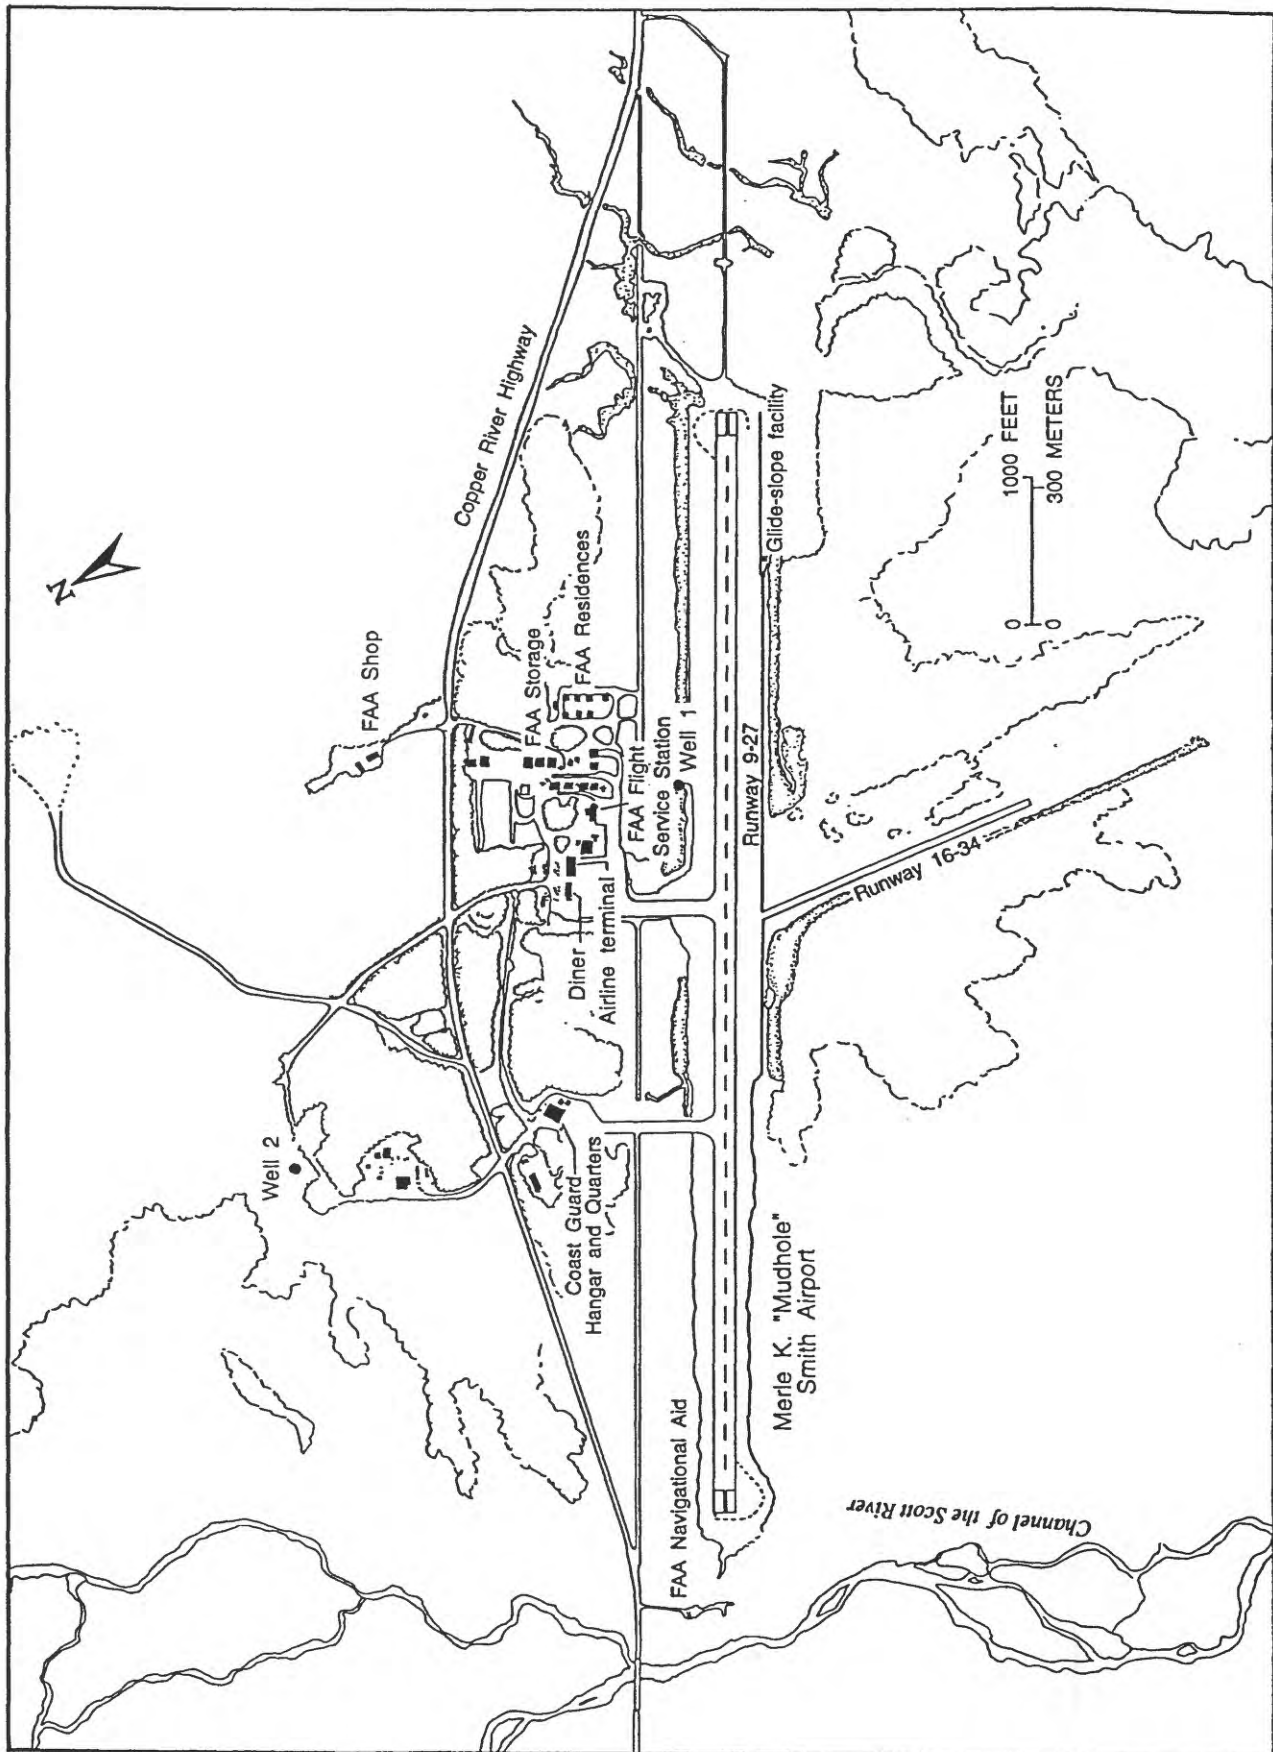 N
FAA Shop
Copper River Highway
FAA Storage
FAA Residences
FAA Flight
Service Station
Well 1
Diner
Airline terminal
Well 2
Coast Guard
Hangar and Quarters
Runway 9-27
Glide-slope facility
Runway 16-34
0
1000 FEET
0
300 METERS
Merle K. "Mudhole"
Smith Airport
FAA Navigational Aid
Channel of the Scott River